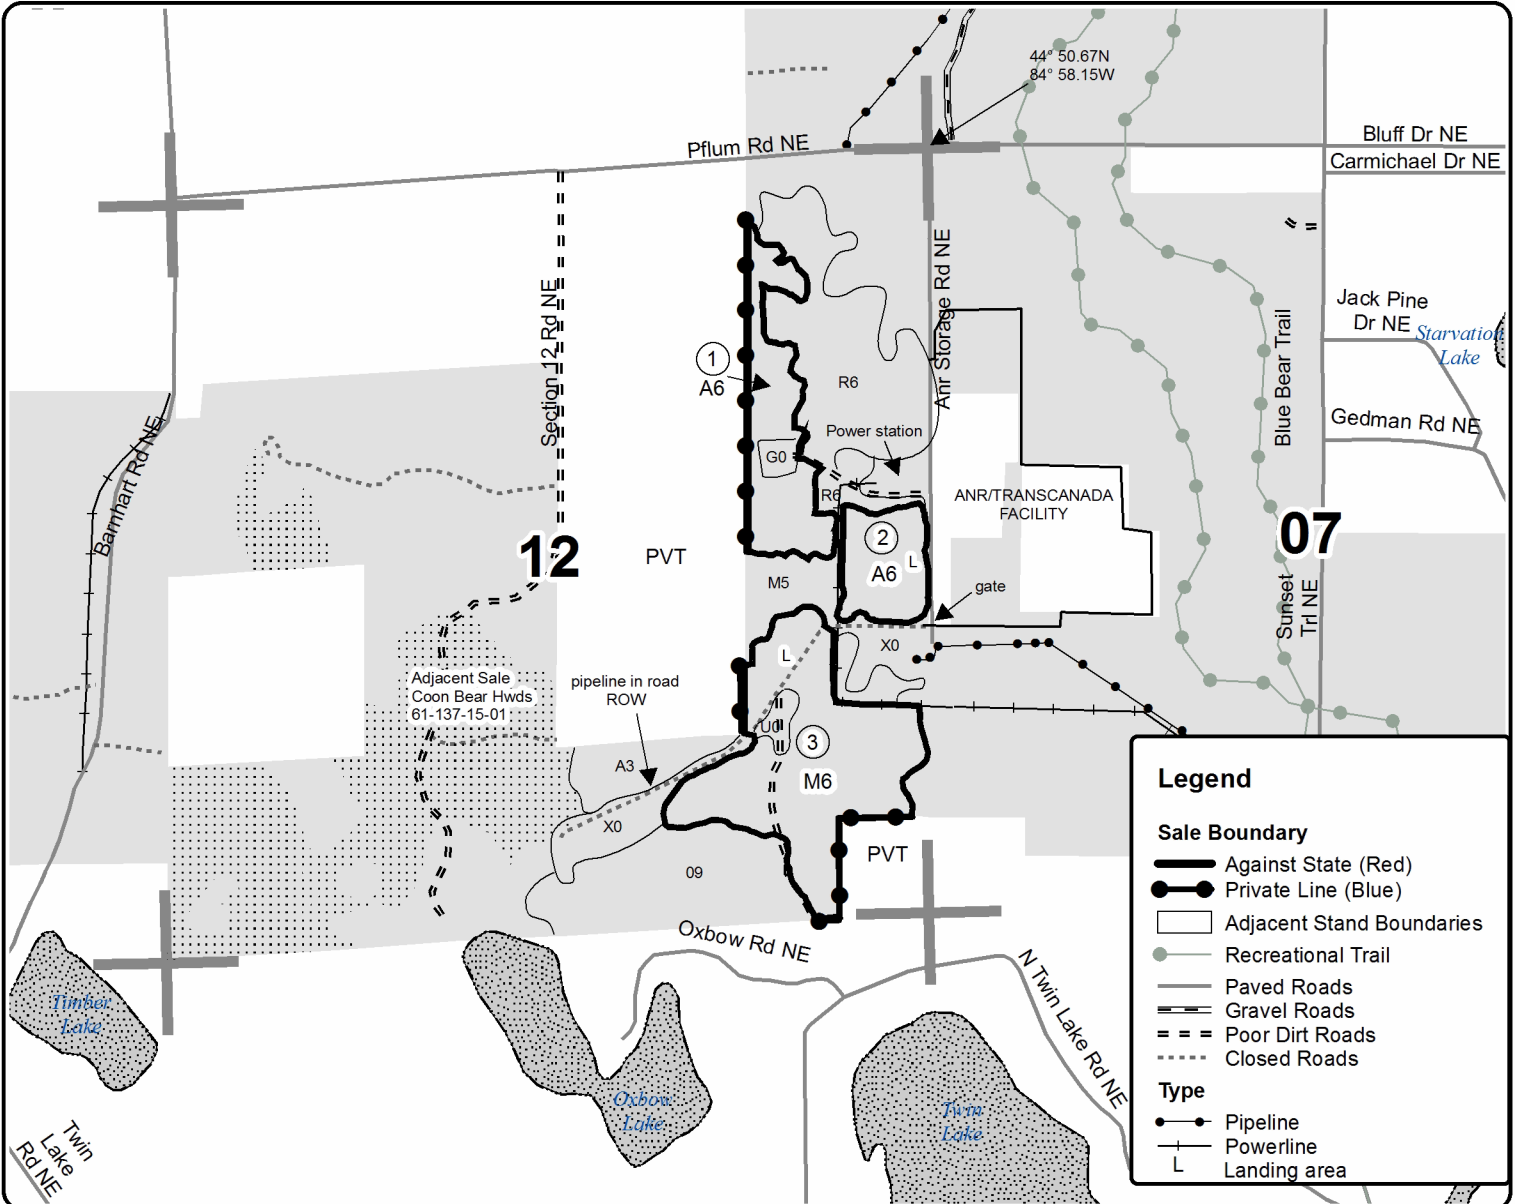 44° 50.67N
84° 58.15W
Pflum Rd NE
Bluff Dr NE
Carmichael Dr NE
Section 12 Rd NE
Anr Storage Rd NE
Blue Bear Trail
Jack Pine
Dr NE
Starvation
Lake
Gedman Rd NE
Barnhart Rd NE
1
A6
R6
Power station
G0
R6
ANR/TRANSCANADA
FACILITY
12
07
PVT
2
A6
L
M5
gate
Sunset
Trl NE
X0
L
Adjacent Sale
Coon Bear Hwds
61-137-15-01
pipeline in road
ROW
U0
3
M6
A3
X0
09
PVT
Oxbow Rd NE
N Twin Lake Rd NE
Timber
Lake
Oxbow
Lake
Twin
Lake
Twin
Lake
Rd NE
Legend
Sale Boundary
Against State (Red)
Private Line (Blue)
Adjacent Stand Boundaries
Recreational Trail
Paved Roads
Gravel Roads
Poor Dirt Roads
Closed Roads
Type
Pipeline
Powerline
L Landing area